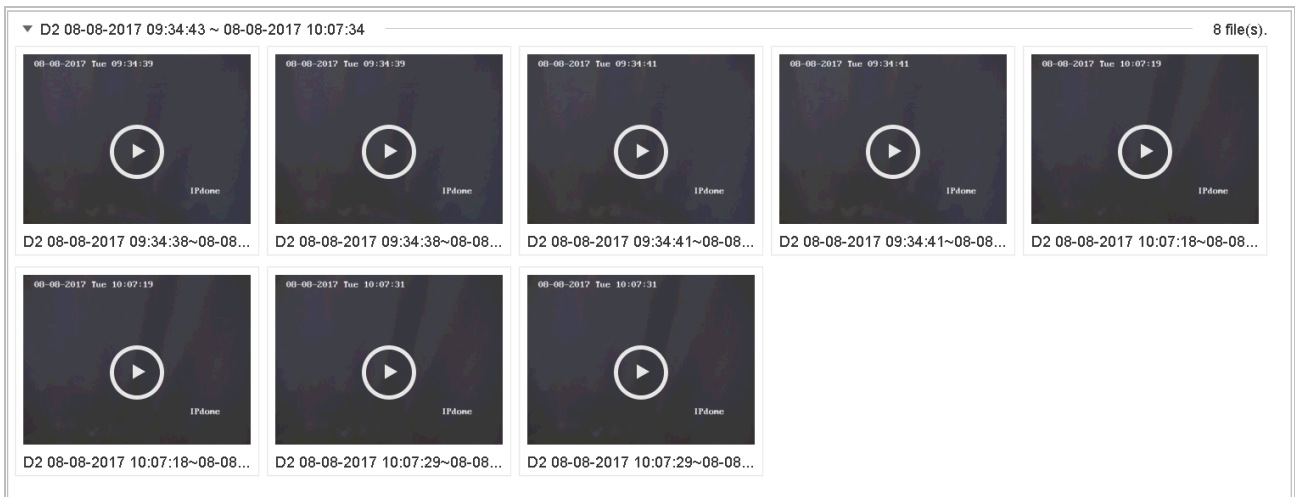 D2 08-08-2017 09:34:43 ~ 08-08-2017 10:07:34 8 file(s).
08-08-2017 Tue 09:34:39
IPdome
D2 08-08-2017 09:34:38~08-08...
08-08-2017 Tue 09:34:39
IPdome
D2 08-08-2017 09:34:38~08-08...
08-08-2017 Tue 09:34:41
IPdome
D2 08-08-2017 09:34:41~08-08...
08-08-2017 Tue 09:34:41
IPdome
D2 08-08-2017 09:34:41~08-08...
08-08-2017 Tue 10:07:19
IPdome
D2 08-08-2017 10:07:18~08-08...
08-08-2017 Tue 10:07:19
IPdome
D2 08-08-2017 10:07:18~08-08...
08-08-2017 Tue 10:07:31
IPdome
D2 08-08-2017 10:07:29~08-08...
08-08-2017 Tue 10:07:31
IPdome
D2 08-08-2017 10:07:29~08-08...